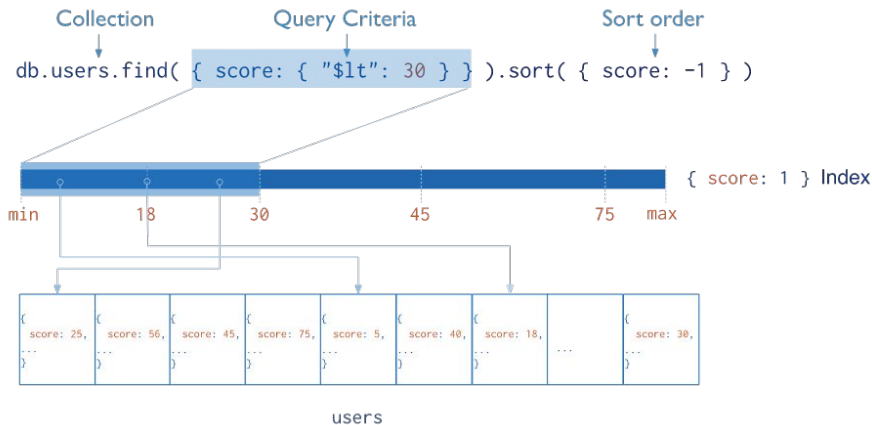 Collection Query Criteria Sort order
db.users.find( { score: { "$lt": 30 } } ).sort( { score: -1 } )
{ score: 1 } Index
min 18 30 45 75 max
{ { { { { { { {
score: 25, score: 56, score: 45, score: 75, score: 5, score: 40, score: 18, score: 30,
... ... ... ... ... ... ... ... ...
} } } } } } } }
users